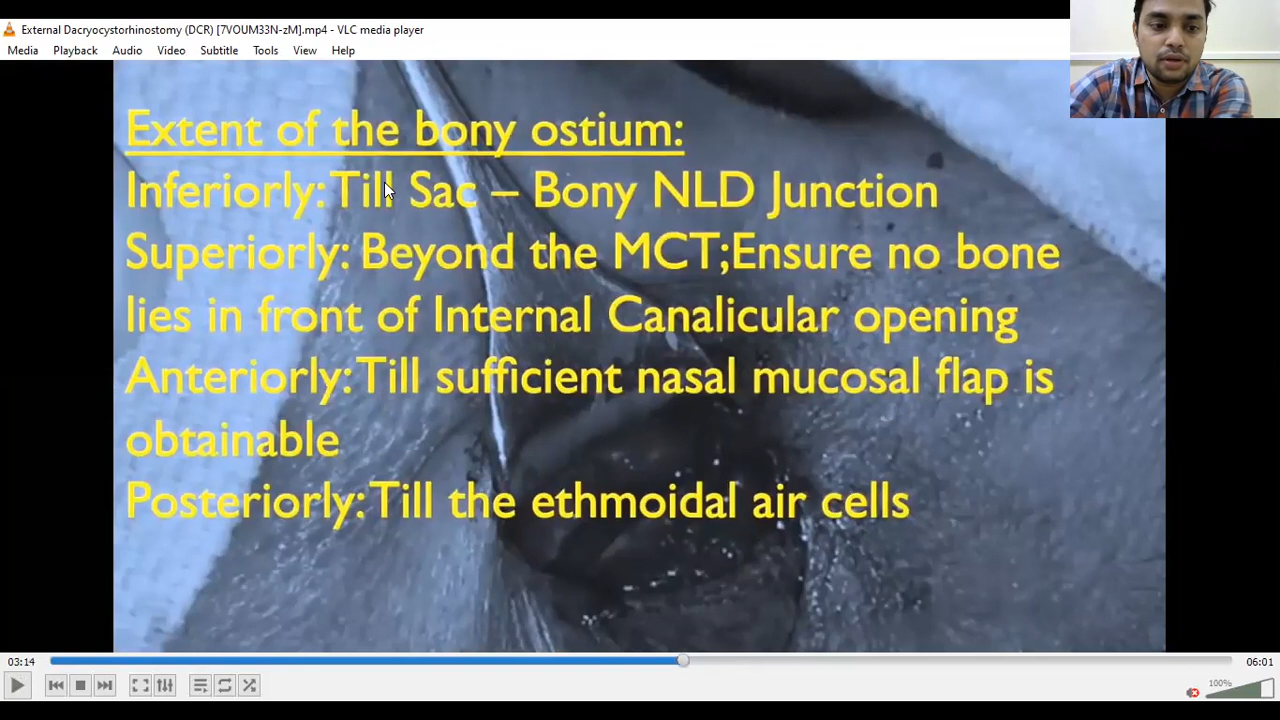 External Dacryocystorhinostomy (DCR) [7VOUM33N-zM].mp4 - VLC media player
Media Playback Audio Video Subtitle Tools View Help
Extent of the bony ostium:
Inferiorly: Till Sac – Bony NLD Junction
Superiorly: Beyond the MCT;Ensure no bone
lies in front of Internal Canalicular opening
Anteriorly: Till sufficient nasal mucosal flap is
obtainable
Posteriorly: Till the ethmoidal air cells
03:14 06:01
100%